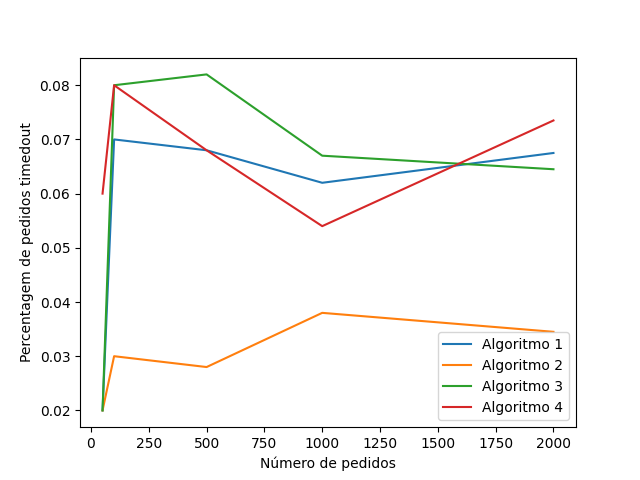 0.08
0.07
0.06
0.05
0.04
0.03
0.02
Percentagem de pedidos timedout
0 250 500 750 1000 1250 1500 1750 2000
Número de pedidos
Algoritmo 1
Algoritmo 2
Algoritmo 3
Algoritmo 4